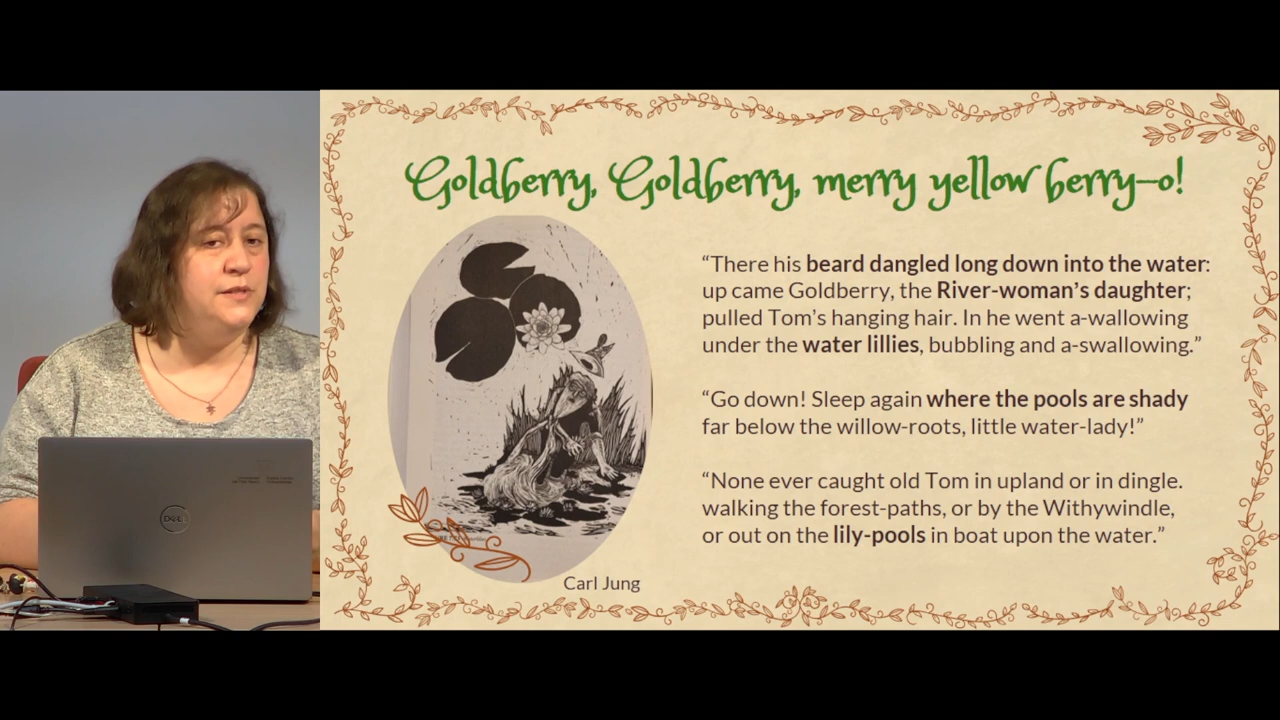 Goldberry, Goldberry, merry yellow berry–o!
“There his beard dangled long down into the water:
up came Goldberry, the River-woman’s daughter;
pulled Tom’s hanging hair. In he went a-wallowing
under the water lillies, bubbling and a-swallowing.”
“Go down! Sleep again where the pools are shady
far below the willow-roots, little water-lady!”
“None ever caught old Tom in upland or in dingle.
walking the forest-paths, or by the Withywindle,
or out on the lily-pools in boat upon the water.”
Carl Jung
DELL